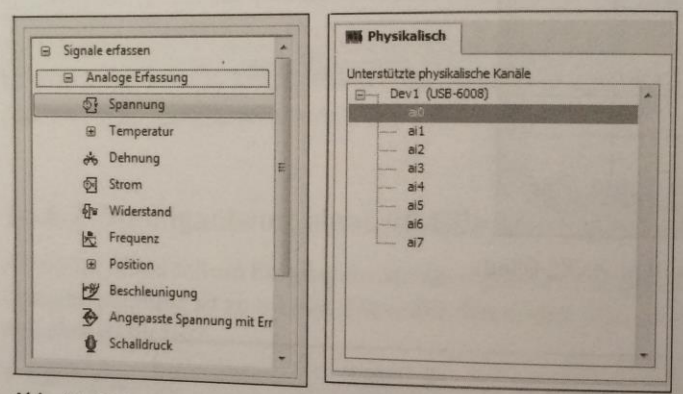 Signale erfassen
Analoge Erfassung
Spannung
Temperatur
Dehnung
Strom
Widerstand
Frequenz
Position
Beschleunigung
Angepasste Spannung mit Err
Schalldruck
Physikalisch
Unterstützte physikalische Kanäle
Dev1 (USB-6008)
ai0
ai1
ai2
ai3
ai4
ai5
ai6
ai7